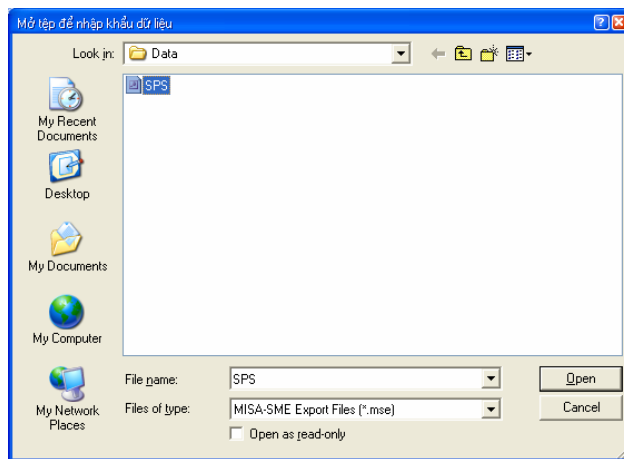 Mở tệp để nhập khẩu dữ liệu
Look in: Data
SPS
My Recent
Documents
Desktop
My Documents
My Computer
My Network
Places
File name: SPS Open
Files of type: MISA-SME Export Files (*.mse) Cancel
Open as read-only